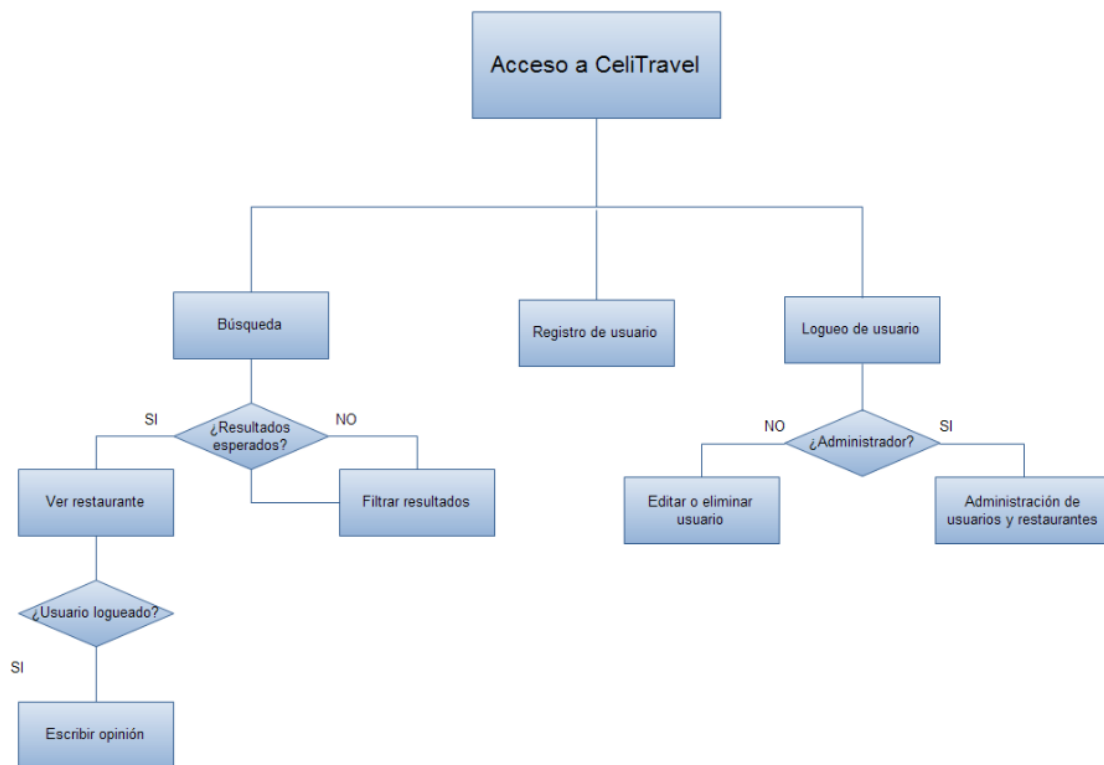 Acceso a CeliTravel
Búsqueda
Registro de usuario
Logueo de usuario
SI
¿Resultados
esperados?
NO
NO
¿Administrador?
SI
Ver restaurante
Filtrar resultados
Editar o eliminar
usuario
Administración de
usuarios y restaurantes
¿Usuario logueado?
SI
Escribir opinión